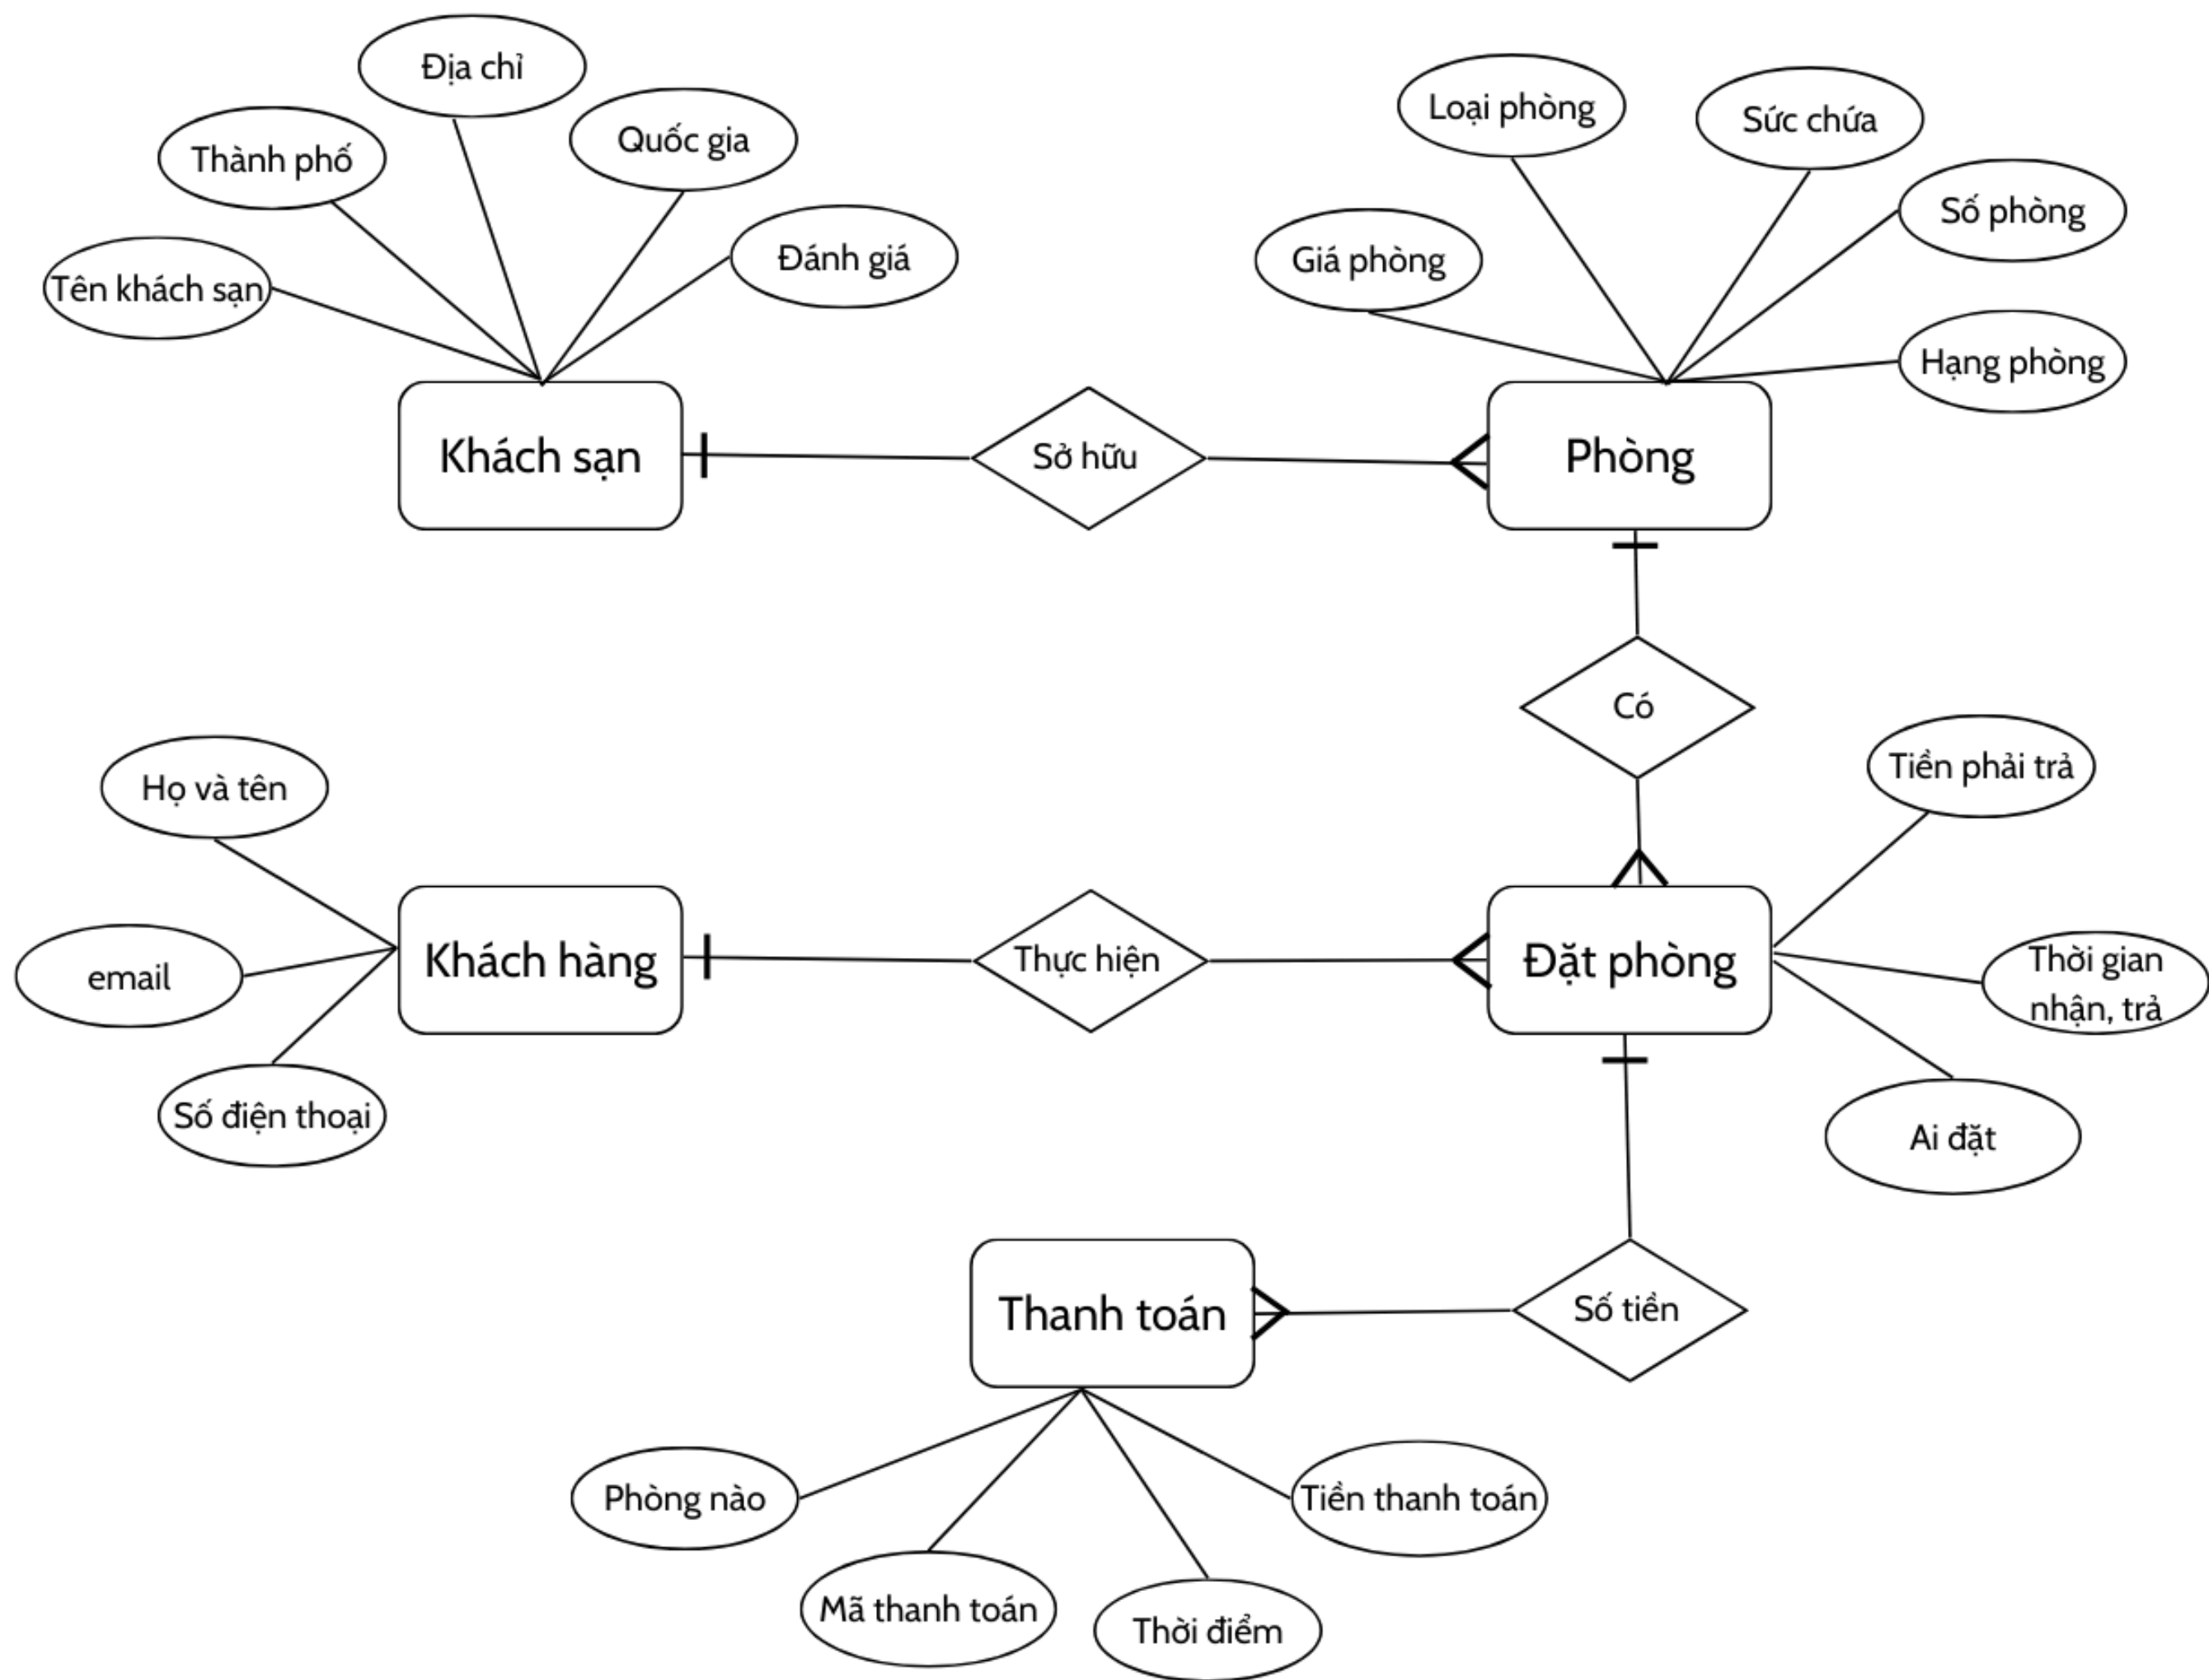 Địa chỉ
Thành phố
Quốc gia
Tên khách sạn
Đánh giá
Loại phòng
Sức chứa
Số phòng
Giá phòng
Hạng phòng
Khách sạn
Sở hữu
Phòng
Có
Họ và tên
email
Số điện thoại
Khách hàng
Thực hiện
Đặt phòng
Tiền phải trả
Thời gian
nhận, trả
Ai đặt
Thanh toán
Số tiền
Phòng nào
Mã thanh toán
Thời điểm
Tiền thanh toán